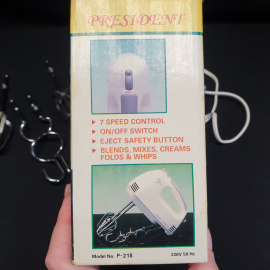 PRESIDENT
7 SPEED CONTROL
ON/OFF SWITCH
EJECT SAFETY BUTTON
BLENDS, MIXES, CREAMS
FOLDS & WHIPS
Model No. P-218 220V 50 Hz